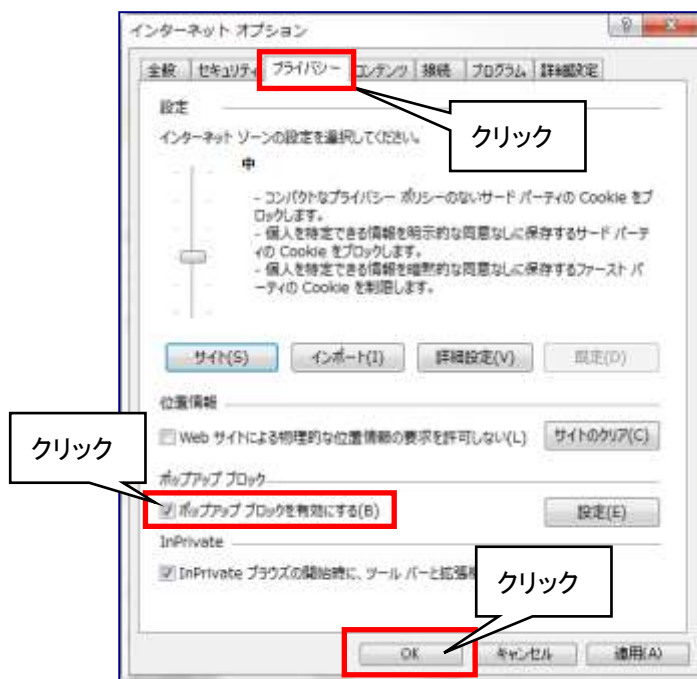 インターネット オプション
全般 セキュリティ プライバシー コンテンツ 接続 プログラム 詳細設定
クリック
設定
インターネット ゾーンの設定を選択してください。
中
- コンパクトなプライバシー ポリシーのないサード パーティの Cookie をブ
ロックします。
- 個人を特定できる情報を明示的な同意なしに保存するサード パーテ
ィの Cookie をブロックします。
- 個人を特定できる情報を暗黙的な同意なしに保存するファースト パ
ーティの Cookie を制限します。
サイト(S) インポート(I) 詳細設定(V) 既定(D)
位置情報
Web サイトによる物理的な位置情報の要求を許可しない(L) サイトのクリア(C)
クリック
ポップアップ ブロック
ポップアップ ブロックを有効にする(B) 設定(E)
InPrivate
InPrivate ブラウズの開始時に、ツール バーと拡張
クリック
OK キャンセル 適用(A)